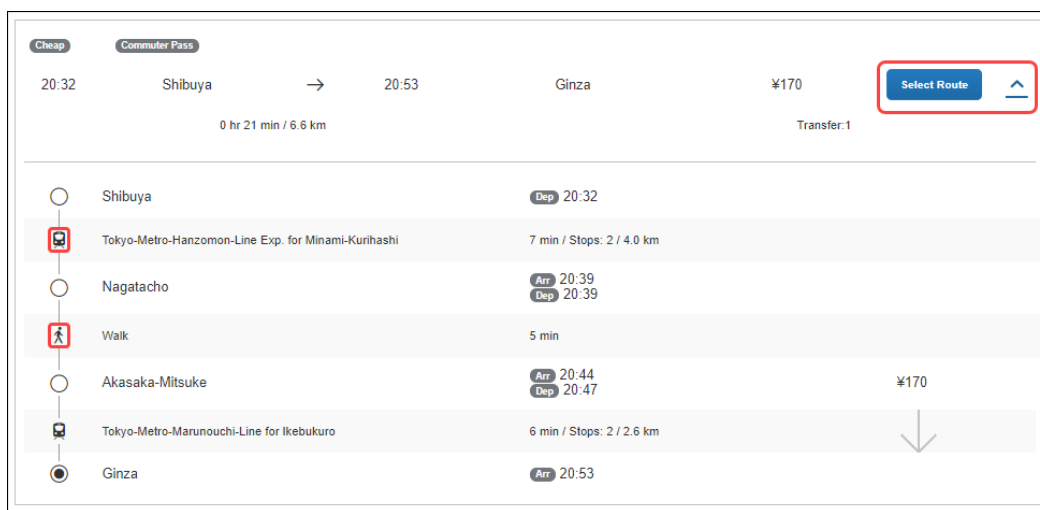 Cheap Commuter Pass
20:32 Shibuya → 20:53 Ginza ¥170 Select Route
0 hr 21 min / 6.6 km Transfer:1
Shibuya Dep 20:32
Tokyo-Metro-Hanzomon-Line Exp. for Minami-Kurihashi 7 min / Stops: 2 / 4.0 km
Nagatacho Arr 20:39
Dep 20:39
Walk 5 min
Akasaka-Mitsuke Arr 20:44
Dep 20:47 ¥170
Tokyo-Metro-Marunouchi-Line for Ikebukuro 6 min / Stops: 2 / 2.6 km
Ginza Arr 20:53